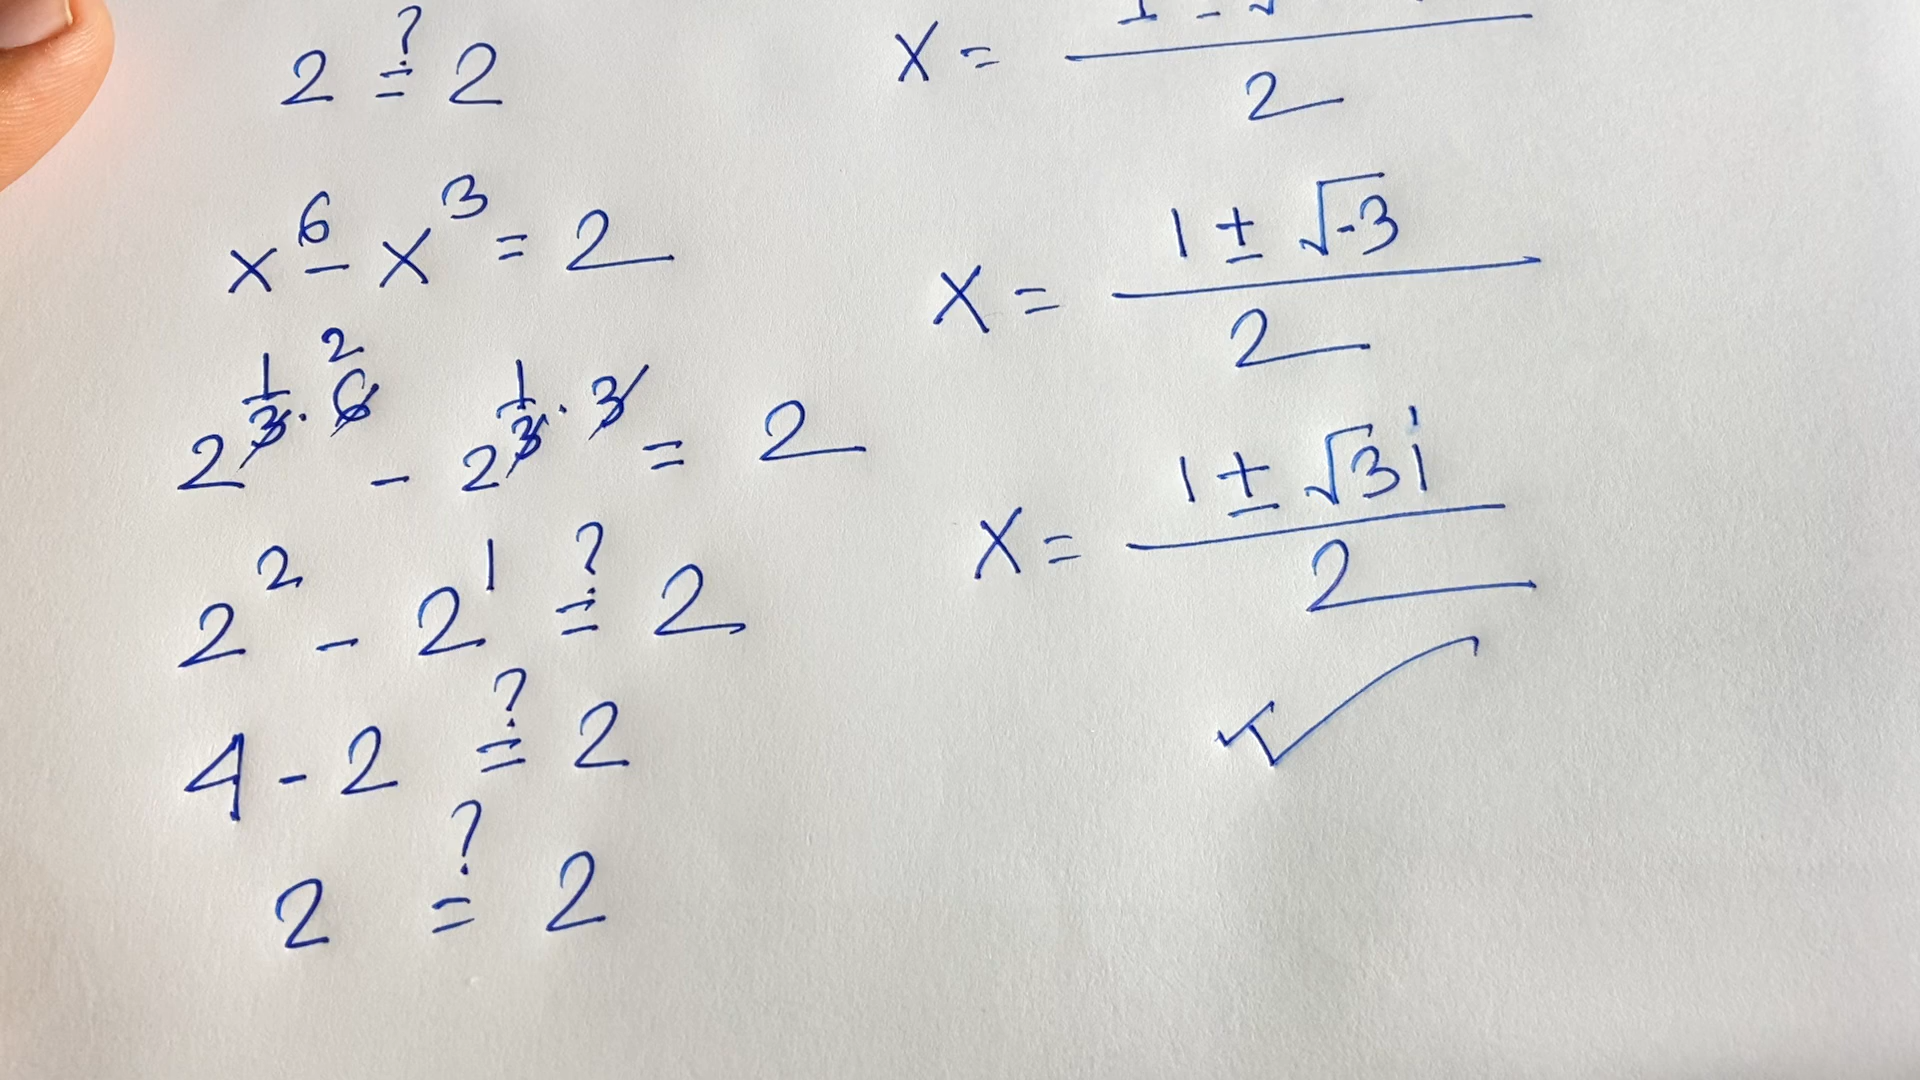 2 ≟ 2
x⁶ - x³ = 2
2^(1/3 · 6) 2 - 2^(1/3 · 3) = 2
2² - 2¹ ≟ 2
4 - 2 ≟ 2
2 ≟ 2
x = / 2
x = (1 ± √-3) / 2
x = (1 ± √3 i) / 2